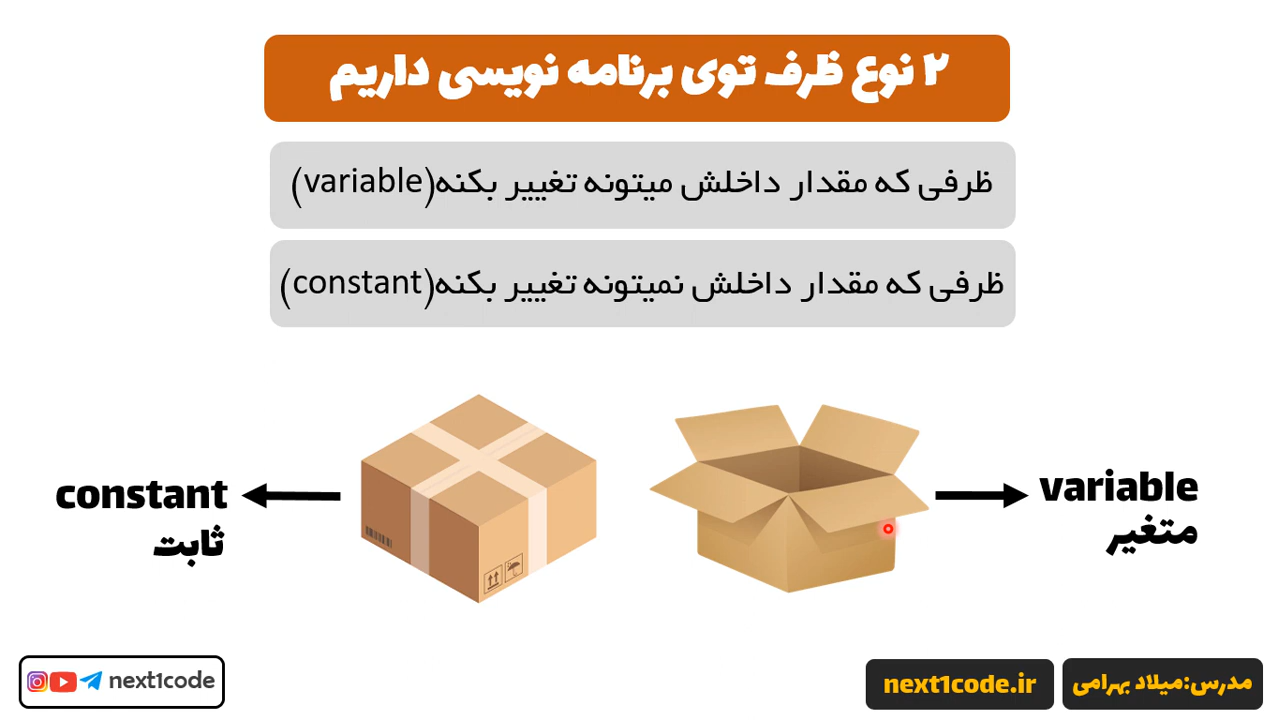 ۲ نوع ظرف توی برنامه نویسی داریم
ظرفی که مقدار داخلش میتونه تغییر بکنه(variable)
ظرفی که مقدار داخلش نمیتونه تغییر بکنه(constant)
variable
متغیر
constant
ثابت
مدرس:میلاد بهرامی
next1code.ir
next1code